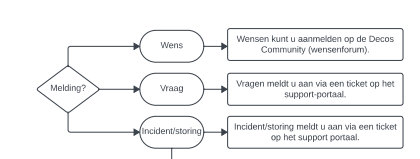 Wens
Wensen kunt u aanmelden op de Decos
Community (wensenforum).
Melding?
Vraag
Vragen meldt u aan via een ticket op het
support-portaal.
Incident/storing
Incident/storing meldt u aan via een ticket
op het support portaal.